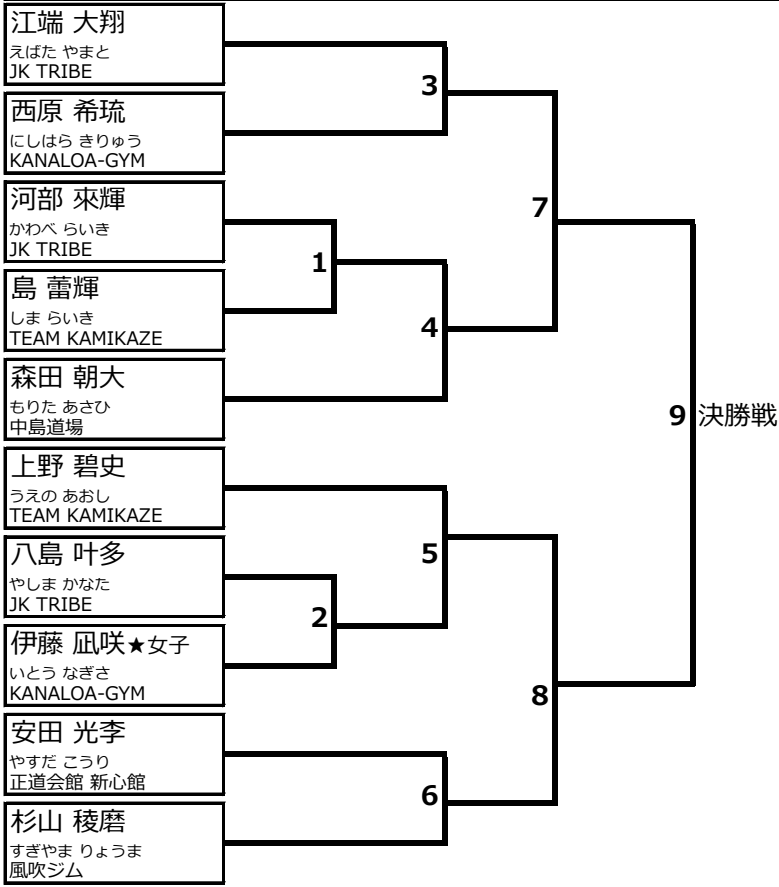 江端 大翔
えばた やまと
JK TRIBE
西原 希琉
にしはら きりゅう
KANALOA-GYM
河部 來輝
かわべ らいき
JK TRIBE
島 蕾輝
しま らいき
TEAM KAMIKAZE
森田 朝大
もりた あさひ
中島道場
上野 碧史
うえの あおし
TEAM KAMIKAZE
八島 叶多
やしま かなた
JK TRIBE
伊藤 凪咲★女子
いとう なぎさ
KANALOA-GYM
安田 光李
やすだ こうり
正道会館 新心館
杉山 稜磨
すぎやま りょうま
風吹ジム
1
2
3
4
5
6
7
8
9 決勝戦